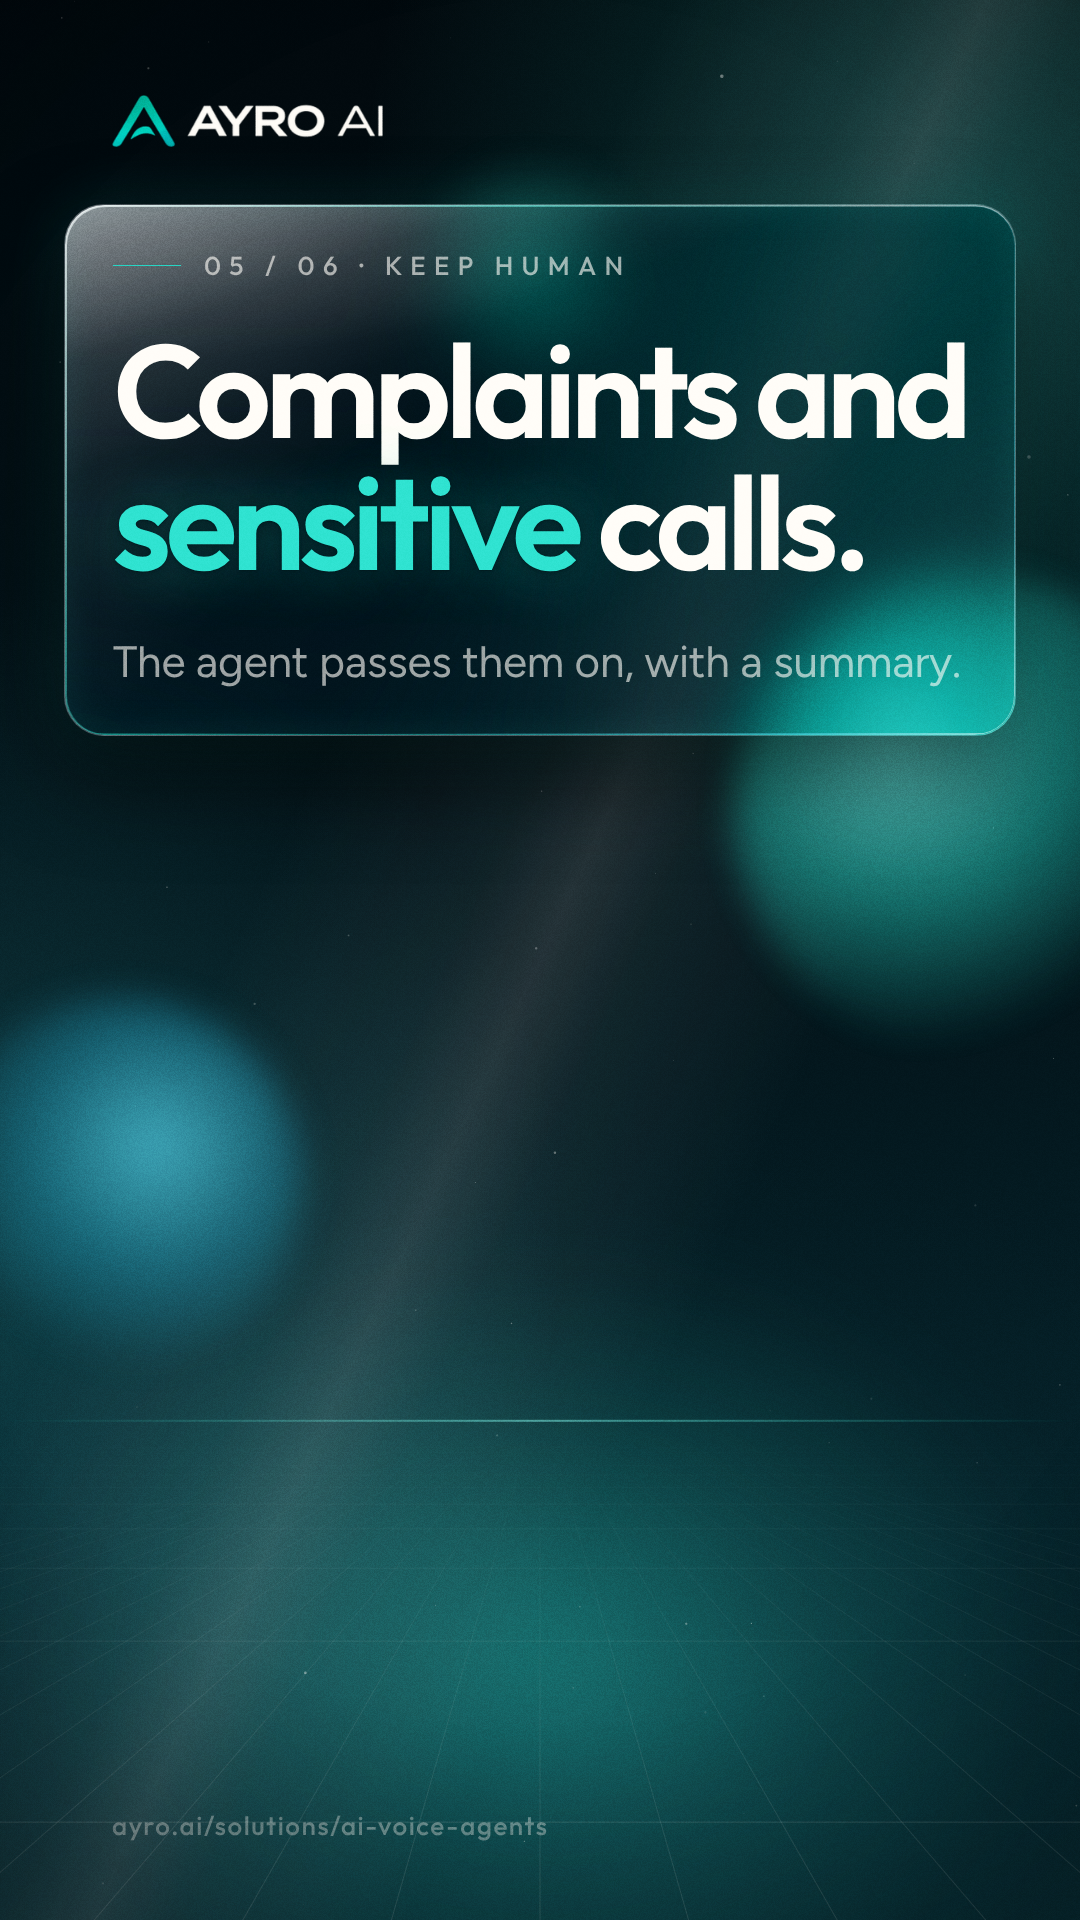 AYRO AI
05 / 06 · KEEP HUMAN
Complaints and
sensitive calls.
The agent passes them on, with a summary.
ayro.ai/solutions/ai-voice-agents